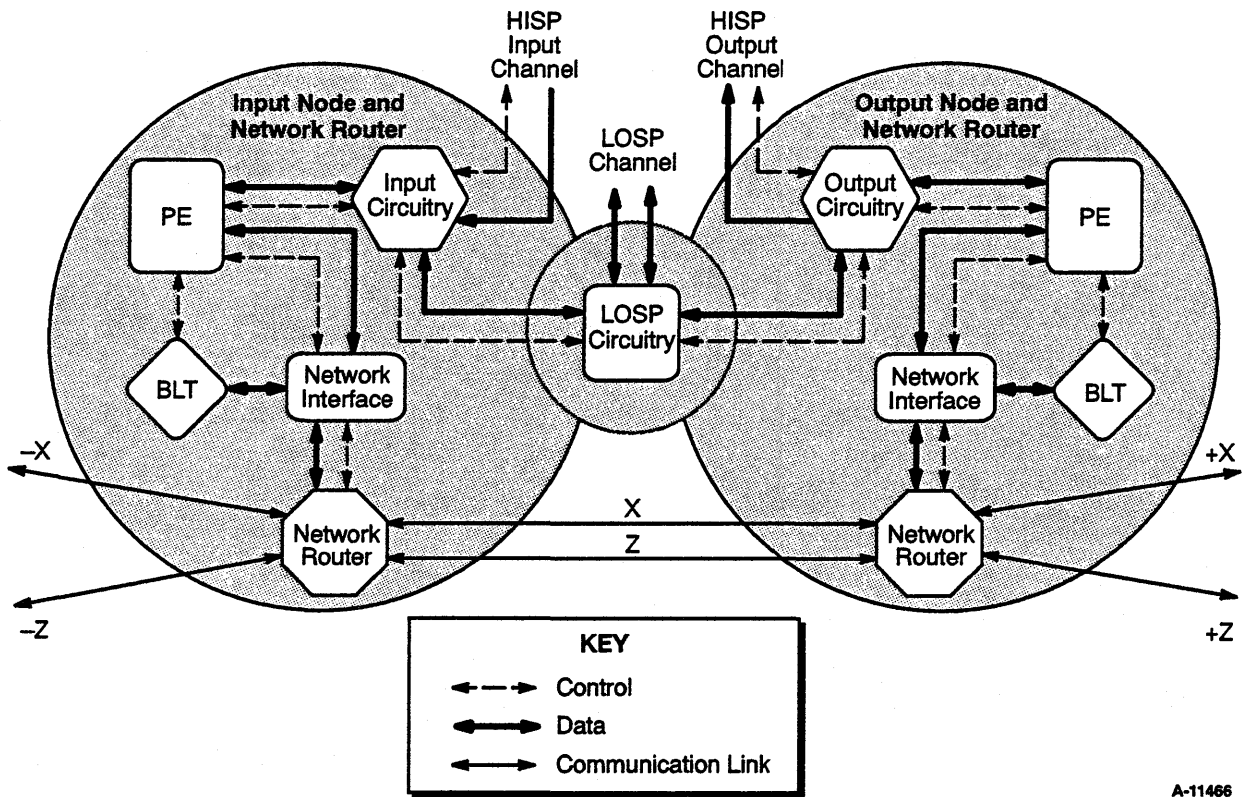 HISP
Input
Channel
HISP
Output
Channel
Input Node and
Network Router
Output Node and
Network Router
LOSP
Channel
PE
Input
Circuitry
Output
Circuitry
PE
LOSP
Circuitry
BLT
Network
Interface
Network
Interface
BLT
–X
+X
Network
Router
X
Z
Network
Router
–Z
+Z
KEY
Control
Data
Communication Link
A-11466